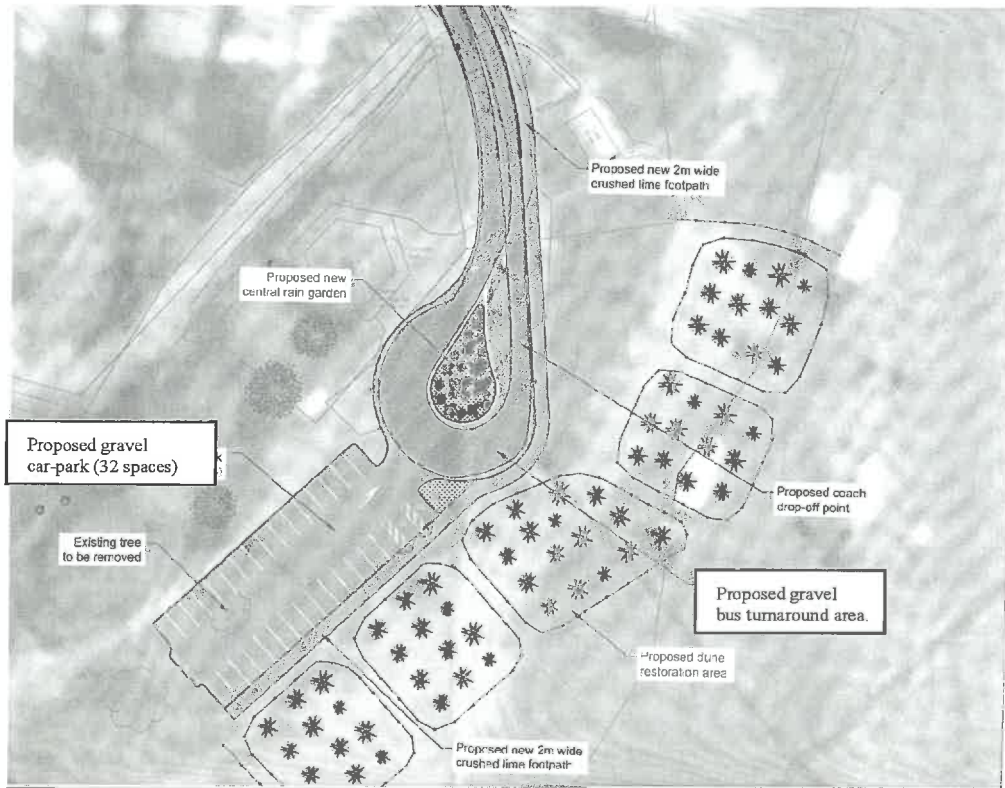 Proposed new 2m wide
crushed lime footpath
Proposed new
central rain garden
Proposed gravel
car-park (32 spaces)
Existing tree
to be removed
Proposed coach
drop-off point
Proposed gravel
bus turnaround area.
Proposed dune
restoration area
Proposed new 2m wide
crushed lime footpath